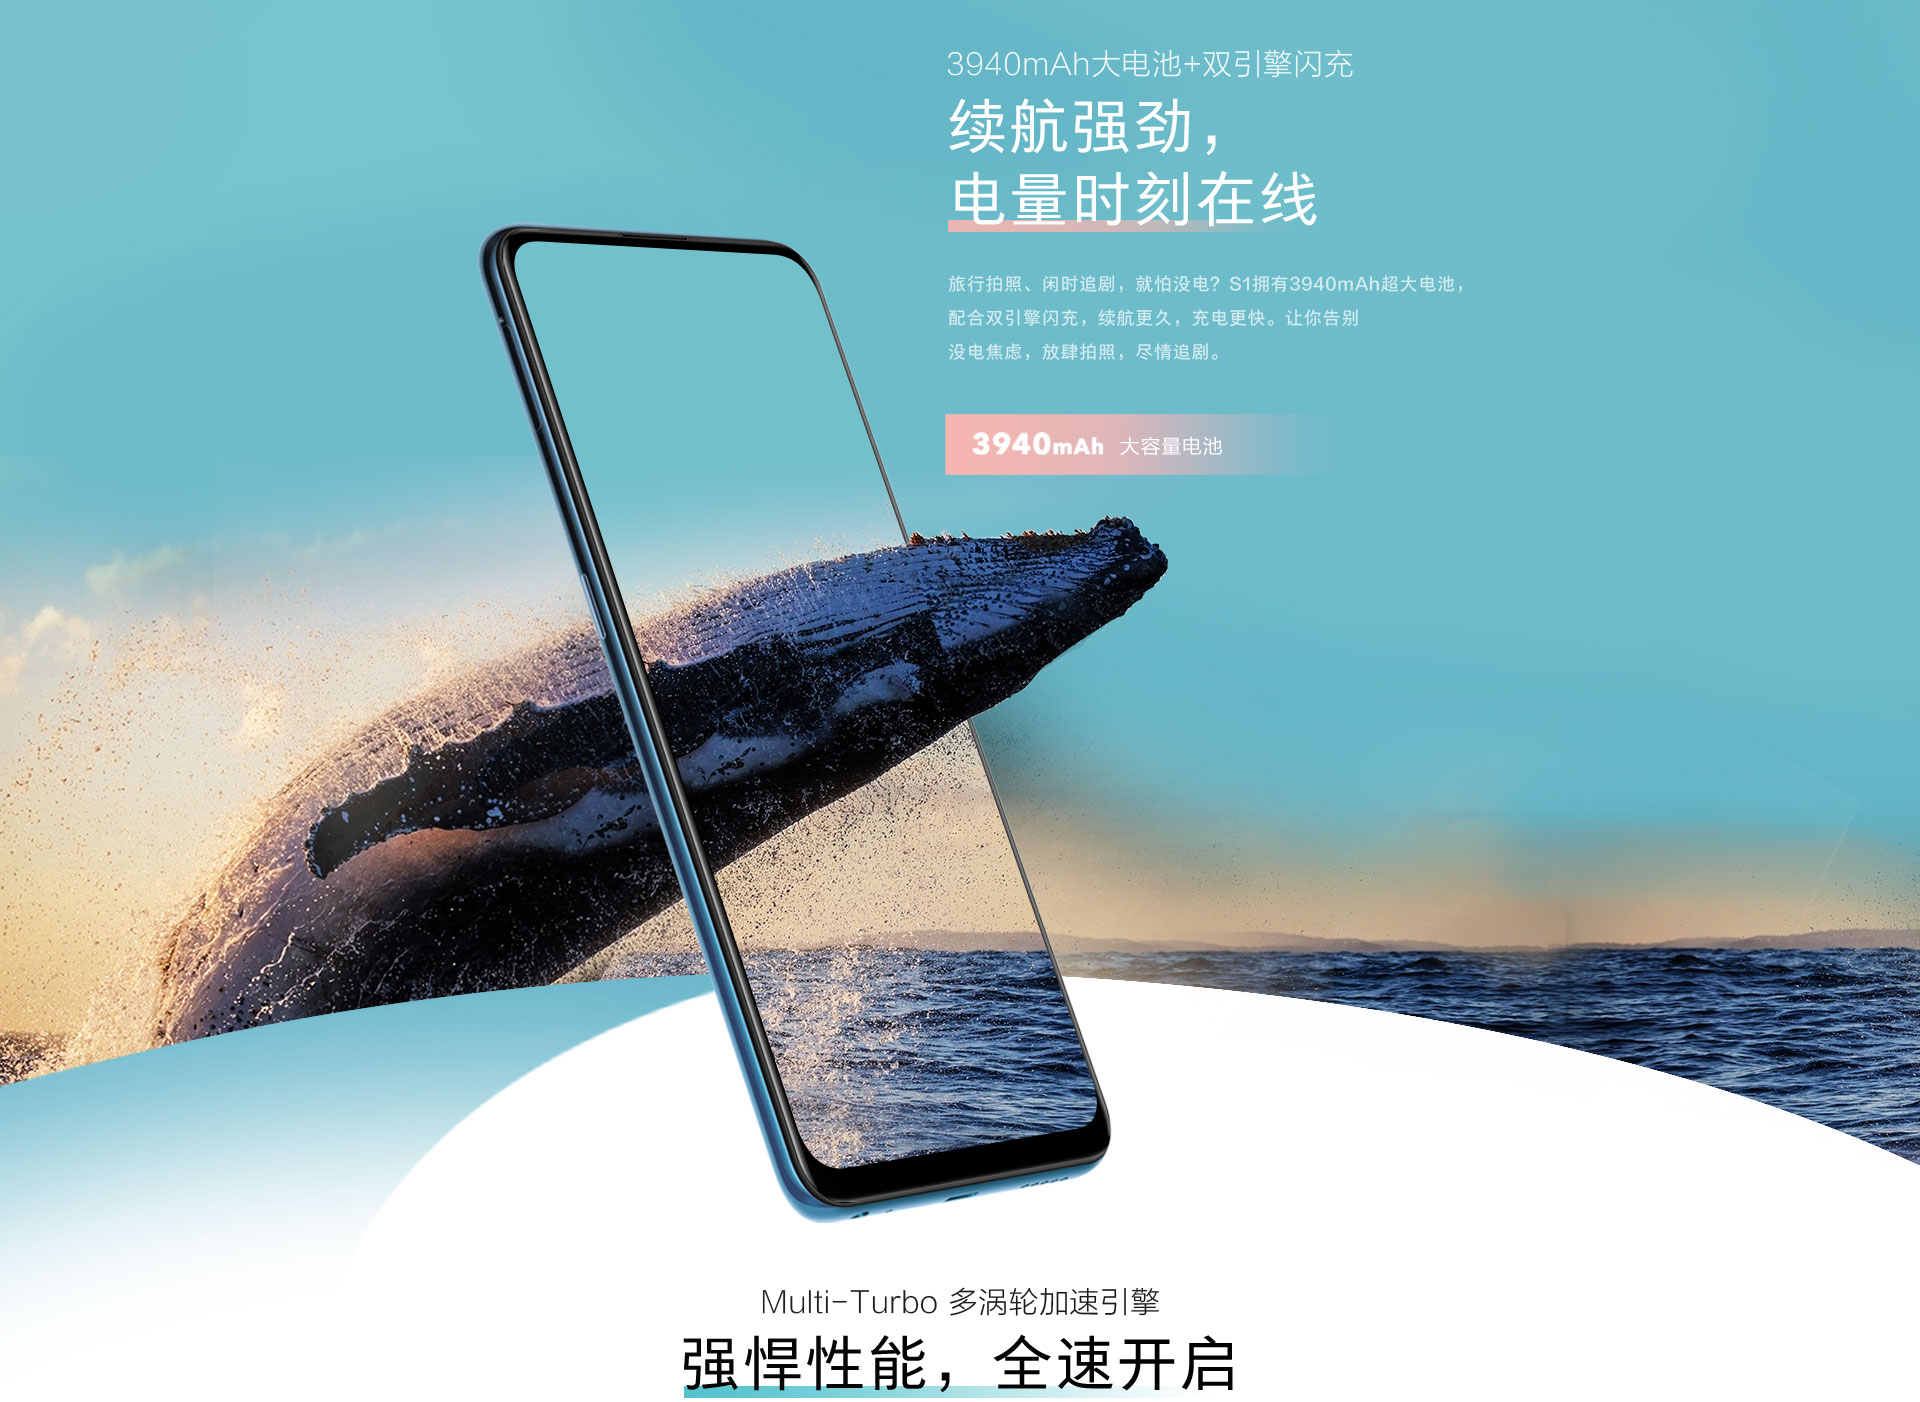 3940mAh大电池+双引擎闪充
续航强劲，
电量时刻在线
旅行拍照、闲时追剧，就怕没电？S1拥有3940mAh超大电池，
配合双引擎闪充，续航更久，充电更快。让你告别
没电焦虑，放肆拍照，尽情追剧。
3940mAh 大容量电池
Multi-Turbo 多涡轮加速引擎
强悍性能，全速开启